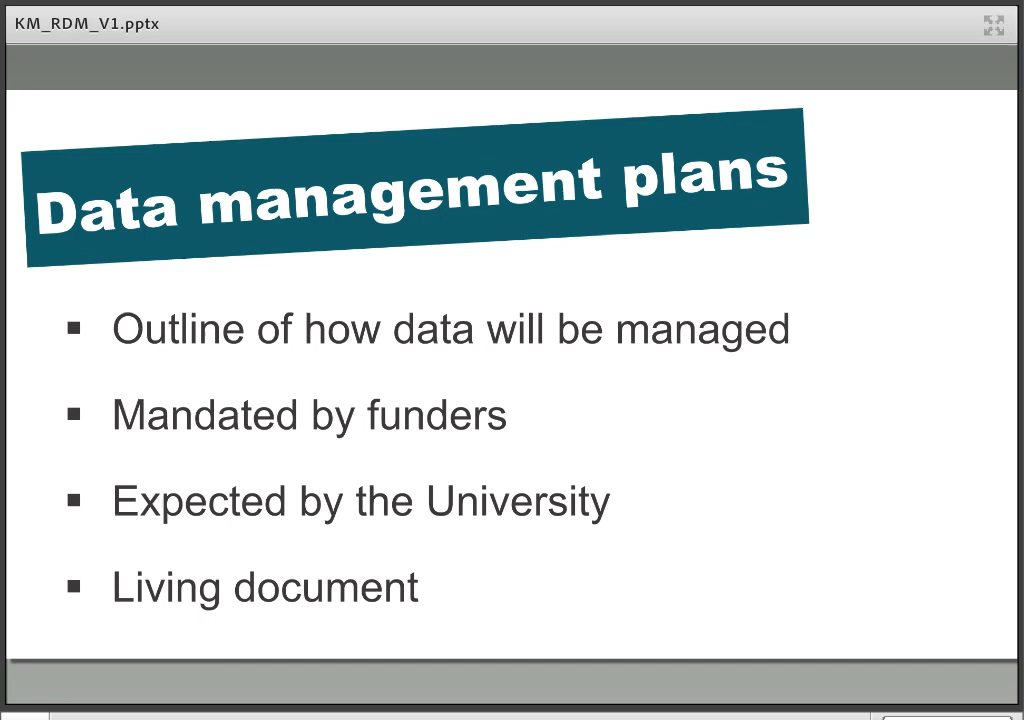 KM_RDM_V1.pptx
Data management plans
▪ Outline of how data will be managed
▪ Mandated by funders
▪ Expected by the University
▪ Living document